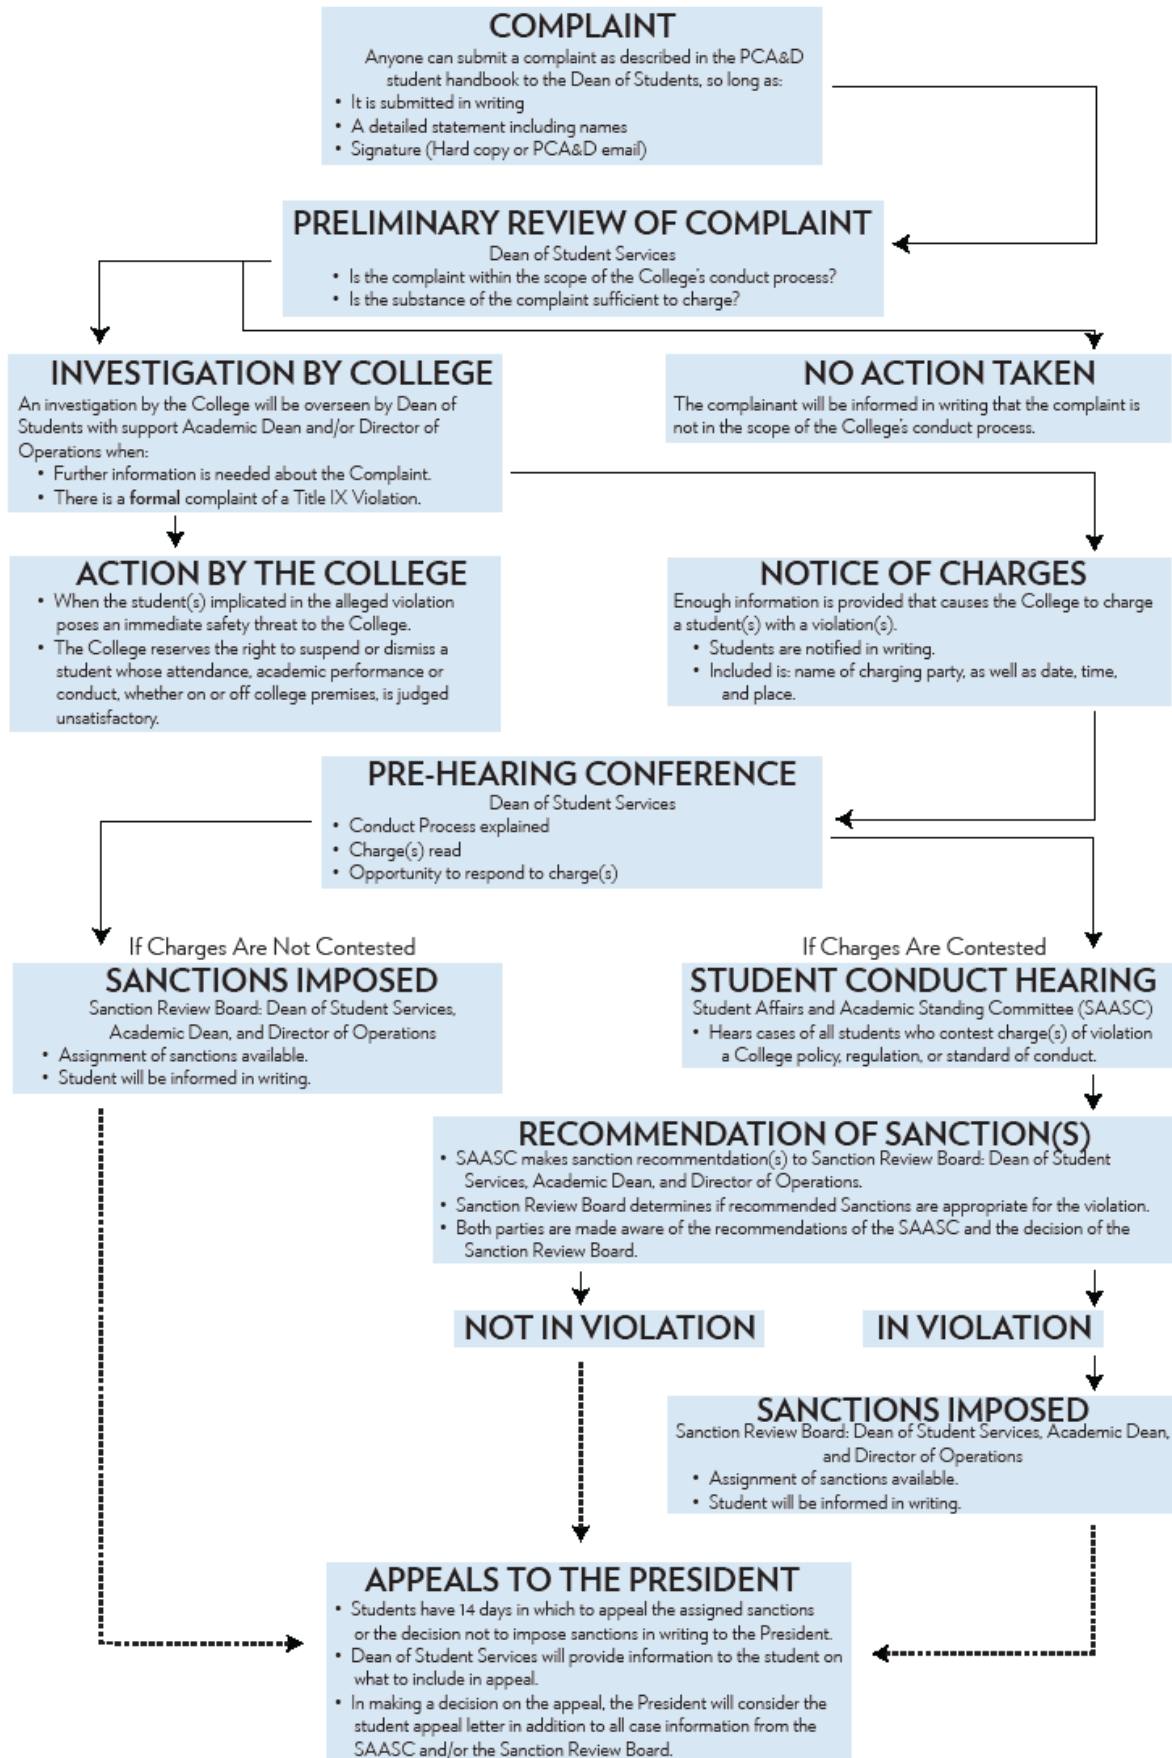 COMPLAINT
Anyone can submit a complaint as described in the PCA&D
student handbook to the Dean of Students, so long as:
• It is submitted in writing
• A detailed statement including names
• Signature (Hard copy or PCA&D email)
PRELIMINARY REVIEW OF COMPLAINT
Dean of Student Services
• Is the complaint within the scope of the College's conduct process?
• Is the substance of the complaint sufficient to charge?
INVESTIGATION BY COLLEGE
An investigation by the College will be overseen by Dean of
Students with support Academic Dean and/or Director of
Operations when:
• Further information is needed about the Complaint.
• There is a formal complaint of a Title IX Violation.
NO ACTION TAKEN
The complainant will be informed in writing that the complaint is
not in the scope of the College's conduct process.
ACTION BY THE COLLEGE
• When the student(s) implicated in the alleged violation
poses an immediate safety threat to the College.
• The College reserves the right to suspend or dismiss a
student whose attendance, academic performance or
conduct, whether on or off college premises, is judged
unsatisfactory.
NOTICE OF CHARGES
Enough information is provided that causes the College to charge
a student(s) with a violation(s).
• Students are notified in writing.
• Included is: name of charging party, as well as date, time,
and place.
PRE-HEARING CONFERENCE
Dean of Student Services
• Conduct Process explained
• Charge(s) read
• Opportunity to respond to charge(s)
If Charges Are Not Contested
SANCTIONS IMPOSED
Sanction Review Board: Dean of Student Services,
Academic Dean, and Director of Operations
• Assignment of sanctions available.
• Student will be informed in writing.
If Charges Are Contested
STUDENT CONDUCT HEARING
Student Affairs and Academic Standing Committee (SAASC)
• Hears cases of all students who contest charge(s) of violation
a College policy, regulation, or standard of conduct.
RECOMMENDATION OF SANCTION(S)
• SAASC makes sanction recommentdation(s) to Sanction Review Board: Dean of Student
Services, Academic Dean, and Director of Operations.
• Sanction Review Board determines if recommended Sanctions are appropriate for the violation.
• Both parties are made aware of the recommendations of the SAASC and the decision of the
Sanction Review Board.
NOT IN VIOLATION
IN VIOLATION
SANCTIONS IMPOSED
Sanction Review Board: Dean of Student Services, Academic Dean,
and Director of Operations
• Assignment of sanctions available.
• Student will be informed in writing.
APPEALS TO THE PRESIDENT
• Students have 14 days in which to appeal the assigned sanctions
or the decision not to impose sanctions in writing to the President.
• Dean of Student Services will provide information to the student on
what to include in appeal.
• In making a decision on the appeal, the President will consider the
student appeal letter in addition to all case information from the
SAASC and/or the Sanction Review Board.